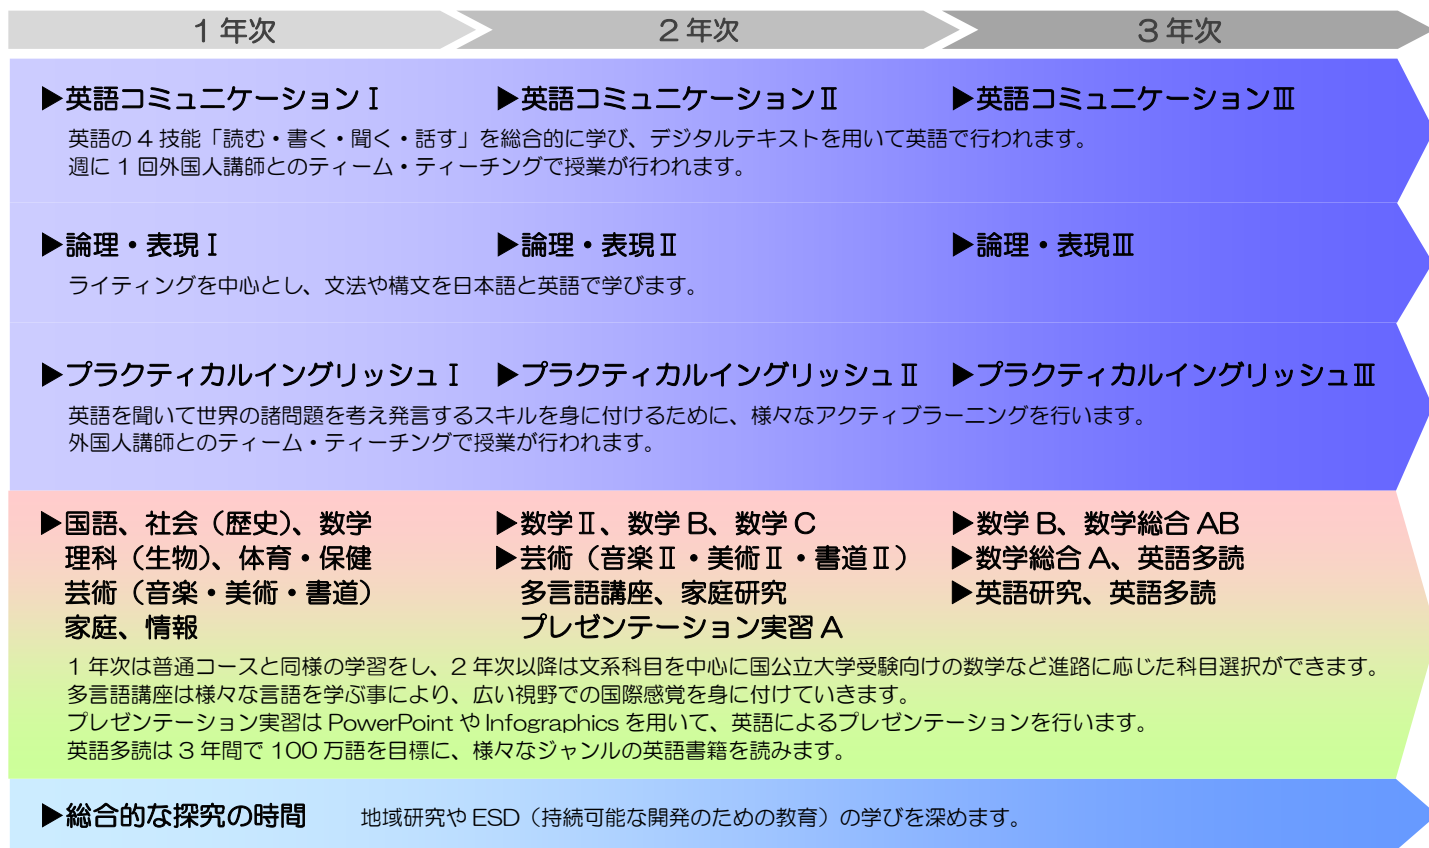 1 年次 2 年次 3 年次
▶英語コミュニケーションⅠ ▶英語コミュニケーションⅡ ▶英語コミュニケーションⅢ
英語の 4 技能「読む・書く・聞く・話す」を総合的に学び、デジタルテキストを用いて英語で行われます。
週に 1 回外国人講師とのティーム・ティーチングで授業が行われます。
▶論理・表現Ⅰ ▶論理・表現Ⅱ ▶論理・表現Ⅲ
ライティングを中心とし、文法や構文を日本語と英語で学びます。
▶プラクティカルイングリッシュⅠ ▶プラクティカルイングリッシュⅡ ▶プラクティカルイングリッシュⅢ
英語を聞いて世界の諸問題を考え発言するスキルを身に付けるために、様々なアクティブラーニングを行います。
外国人講師とのティーム・ティーチングで授業が行われます。
▶国語、社会（歴史）、数学
理科（生物）、体育・保健
芸術（音楽・美術・書道）
家庭、情報
▶数学Ⅱ、数学 B、数学 C
▶芸術（音楽Ⅱ・美術Ⅱ・書道Ⅱ）
多言語講座、家庭研究
プレゼンテーション実習 A
▶数学 B、数学総合 AB
▶数学総合 A、英語多読
▶英語研究、英語多読
1 年次は普通コースと同様の学習をし、2 年次以降は文系科目を中心に国公立大学受験向けの数学など進路に応じた科目選択ができます。
多言語講座は様々な言語を学ぶ事により、広い視野での国際感覚を身に付けていきます。
プレゼンテーション実習は PowerPoint や Infographics を用いて、英語によるプレゼンテーションを行います。
英語多読は 3 年間で 100 万語を目標に、様々なジャンルの英語書籍を読みます。
▶総合的な探究の時間 地域研究や ESD（持続可能な開発のための教育）の学びを深めます。